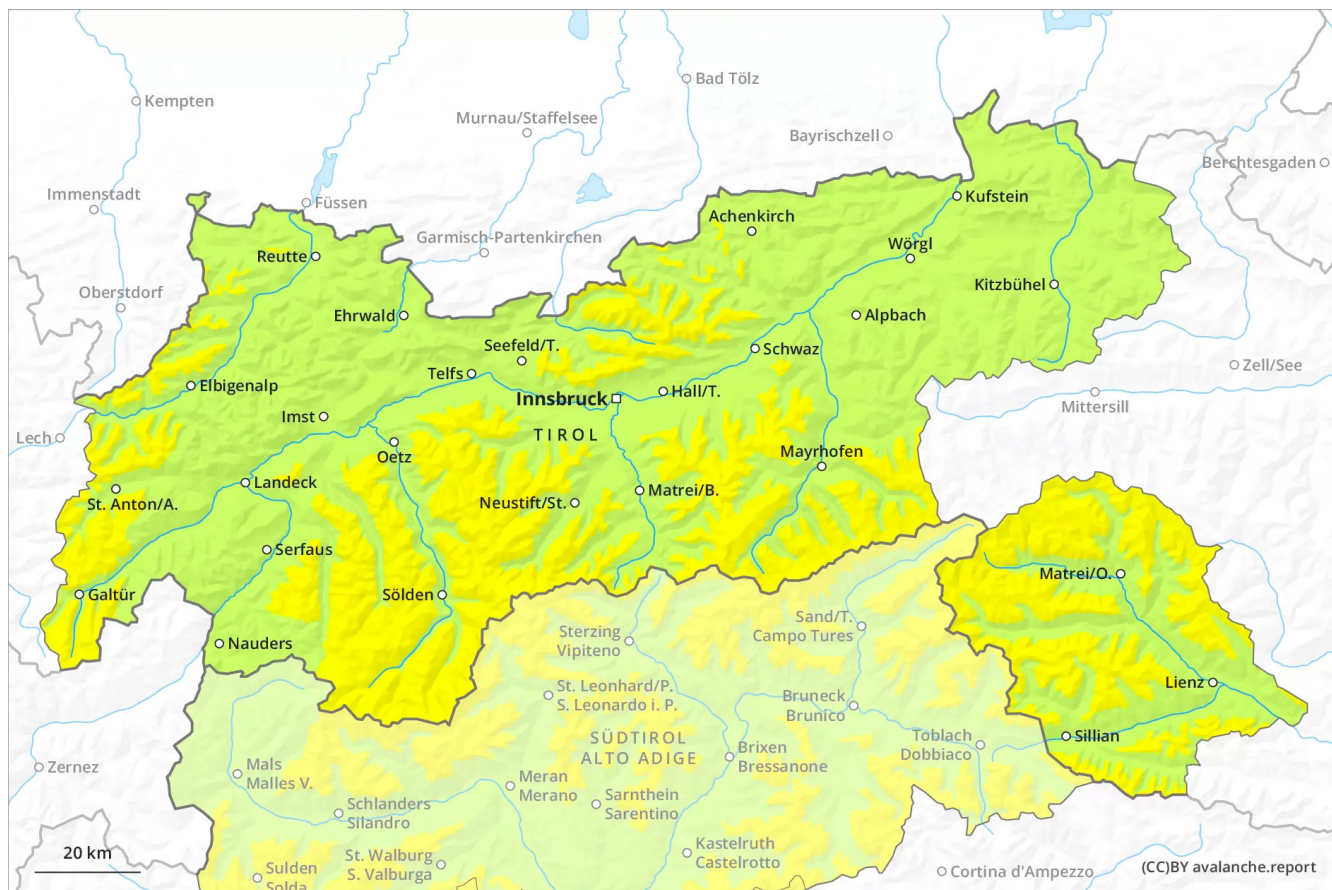 Bad Tölz
Kempten
Murnau/Staffelsee
Bayrischzell
Berchtesgaden
Immenstadt
Füssen
Kufstein
Achenkirch
Garmisch-Partenkirchen
Wörgl
Reutte
Oberstdorf
Kitzbühel
Ehrwald
Alpbach
Seefeld/T.
Schwaz
Zell/See
Telfs
Elbigenalp
Hall/T.
Innsbruck
Mittersill
Imst
TIROL
Lech
Oetz
Mayrhofen
Landeck
Matrei/B.
St. Anton/A.
Neustift/St.
Serfaus
Matrei/O.
Galtür
Sölden
Sand/T.
Campo Tures
Sterzing
Vipiteno
Nauders
Lienz
St. Leonhard/P.
S. Leonardo i. P.
Bruneck
Brunico
Sillian
SÜDTIROL
ALTO ADIGE
Toblach
Dobbiaco
Brixen
Bressanone
Zernez
Mals
Malles V.
Meran
Merano
Schlanders
Silandro
Sarnthein
Sarentino
20 km
St. Walburg
S. Valburga
Kastelruth
Castelrotto
Sulden
Solda
Cortina d'Ampezzo
(CC)BY avalanche.report